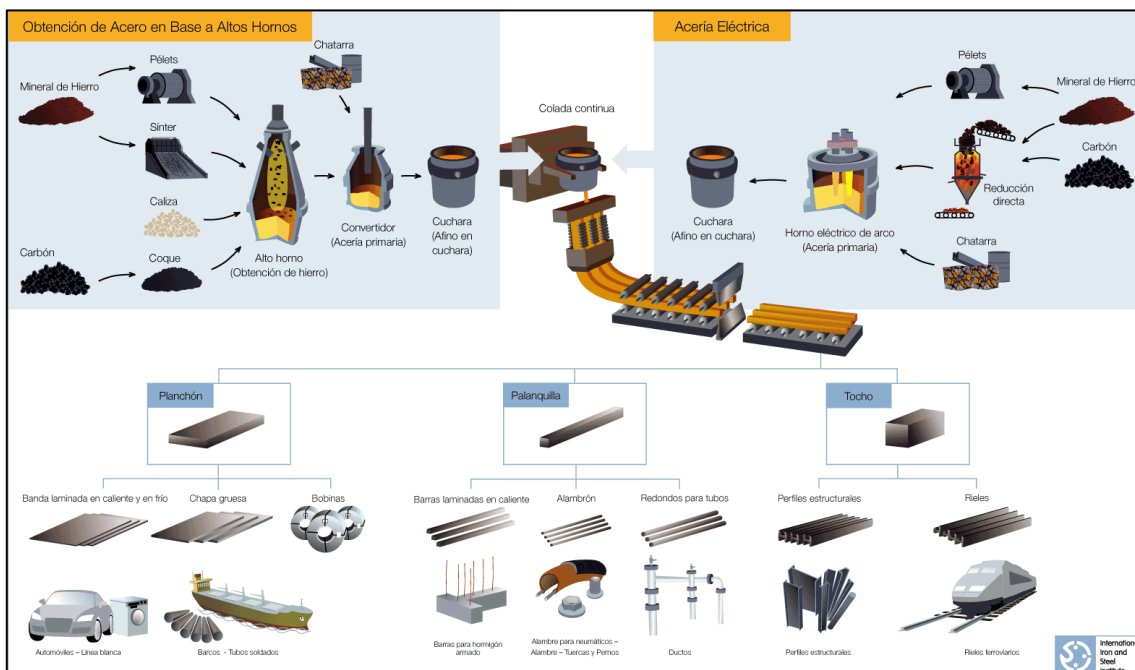 Obtención de Acero en Base a Altos Hornos
Acería Eléctrica
Mineral de Hierro
Pélets
Sínter
Caliza
Carbón
Coque
Chatarra
Alto horno
(Obtención de hierro)
Convertidor
(Acería primaria)
Cuchara
(Afino en
cuchara)
Colada continua
Cuchara
(Afino en cuchara)
Horno eléctrico de arco
(Acería primaria)
Pélets
Mineral de Hierro
Carbón
Reducción
directa
Chatarra
Planchón
Palanquilla
Tocho
Banda laminada en caliente y en frío
Chapa gruesa
Bobinas
Barras laminadas en caliente
Alambrón
Redondos para tubos
Perfiles estructurales
Rieles
Automóviles – Línea blanca
Barcos - Tubos soldados
Barras para hormigón
armado
Alambre para neumáticos –
Alambre – Tuercas y Pernos
Ductos
Perfiles estructurales
Rieles ferroviarios
Internation
Iron and
Steel